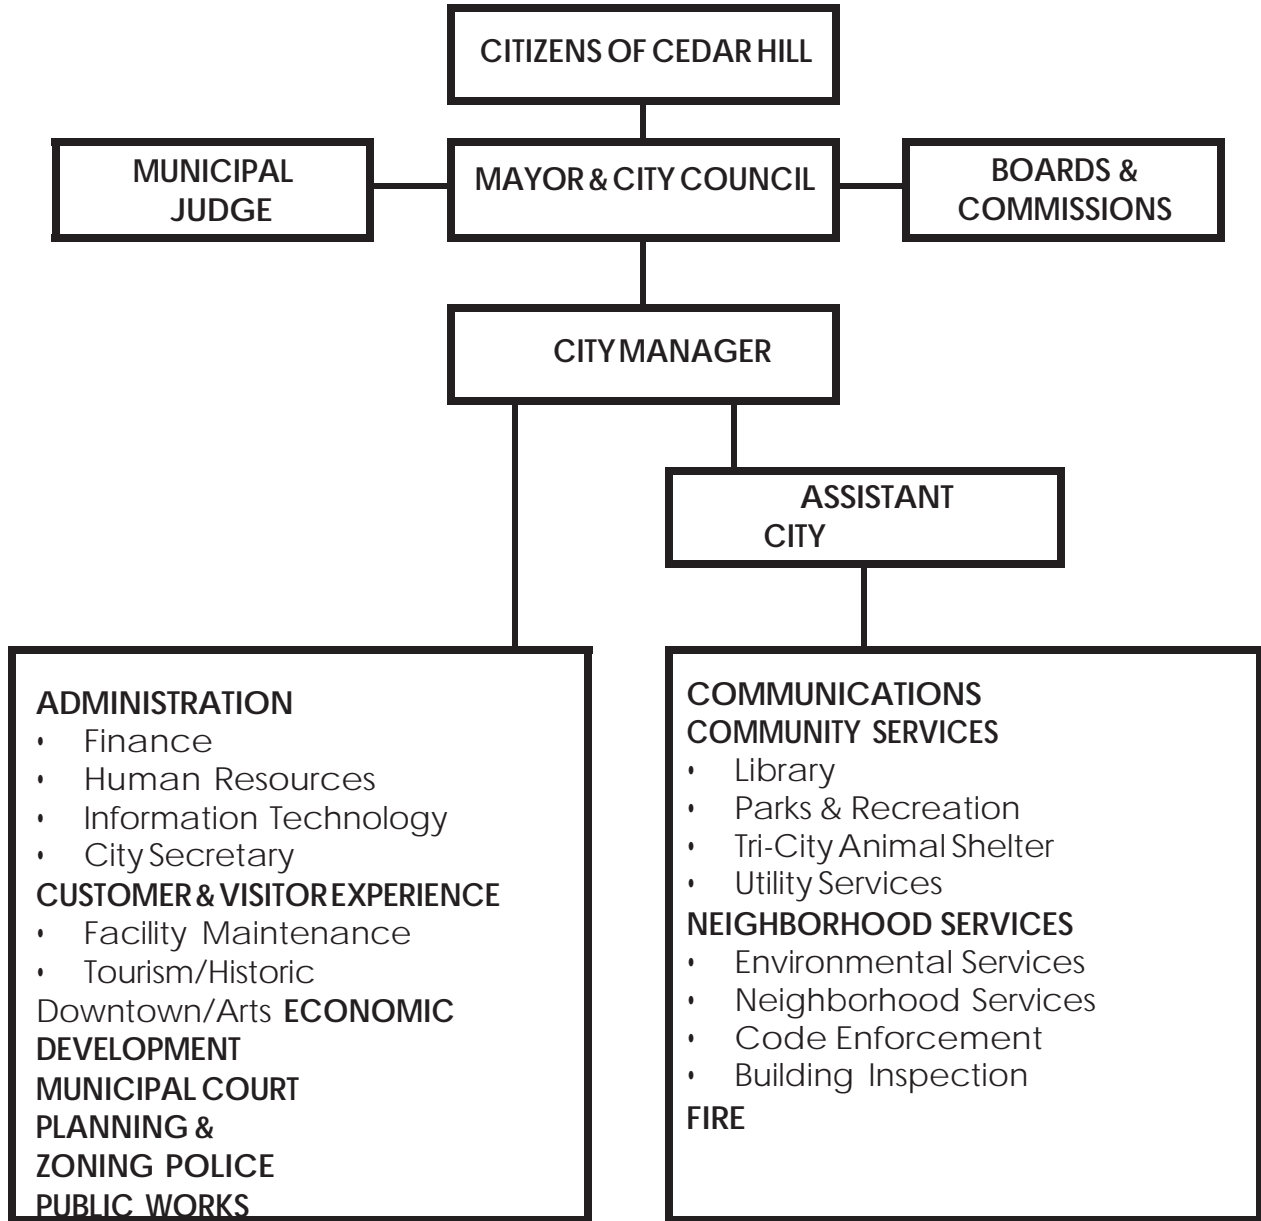 CITIZENS OF CEDAR HILL
MUNICIPAL
JUDGE
MAYOR & CITY COUNCIL
BOARDS &
COMMISSIONS
CITY MANAGER
ASSISTANT
CITY
ADMINISTRATION
• Finance
• Human Resources
• Information Technology
• City Secretary
CUSTOMER & VISITOR EXPERIENCE
• Facility Maintenance
• Tourism/Historic
Downtown/Arts ECONOMIC
DEVELOPMENT
MUNICIPAL COURT
PLANNING &
ZONING POLICE
PUBLIC WORKS
COMMUNICATIONS
COMMUNITY SERVICES
• Library
• Parks & Recreation
• Tri-City Animal Shelter
• Utility Services
NEIGHBORHOOD SERVICES
• Environmental Services
• Neighborhood Services
• Code Enforcement
• Building Inspection
FIRE